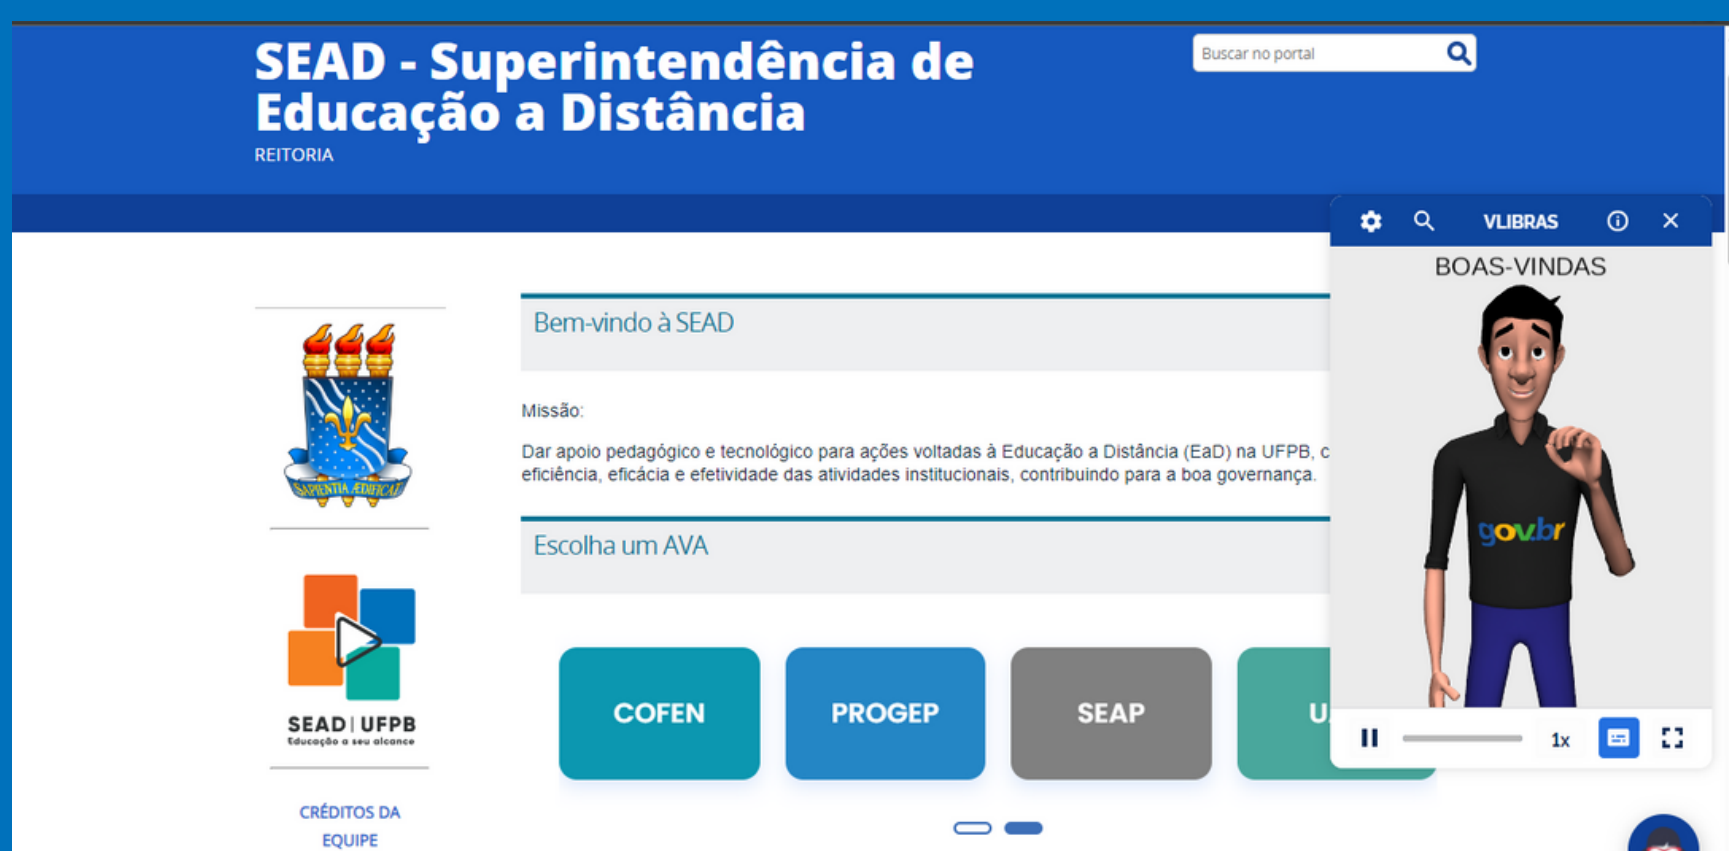 SEAD - Superintendência de
Educação a Distância
REITORIA
Buscar no portal
VLIBRAS
BOAS-VINDAS
gov.br
Bem-vindo à SEAD
Missão:
Dar apoio pedagógico e tecnológico para ações voltadas à Educação a Distância (EaD) na UFPB, c
eficiência, eficácia e efetividade das atividades institucionais, contribuindo para a boa governança.
SAPIENTIA ÆDIFICAT
Escolha um AVA
COFEN
PROGEP
SEAP
U
1x
SEAD | UFPB
Educação a seu alcance
CRÉDITOS DA
EQUIPE